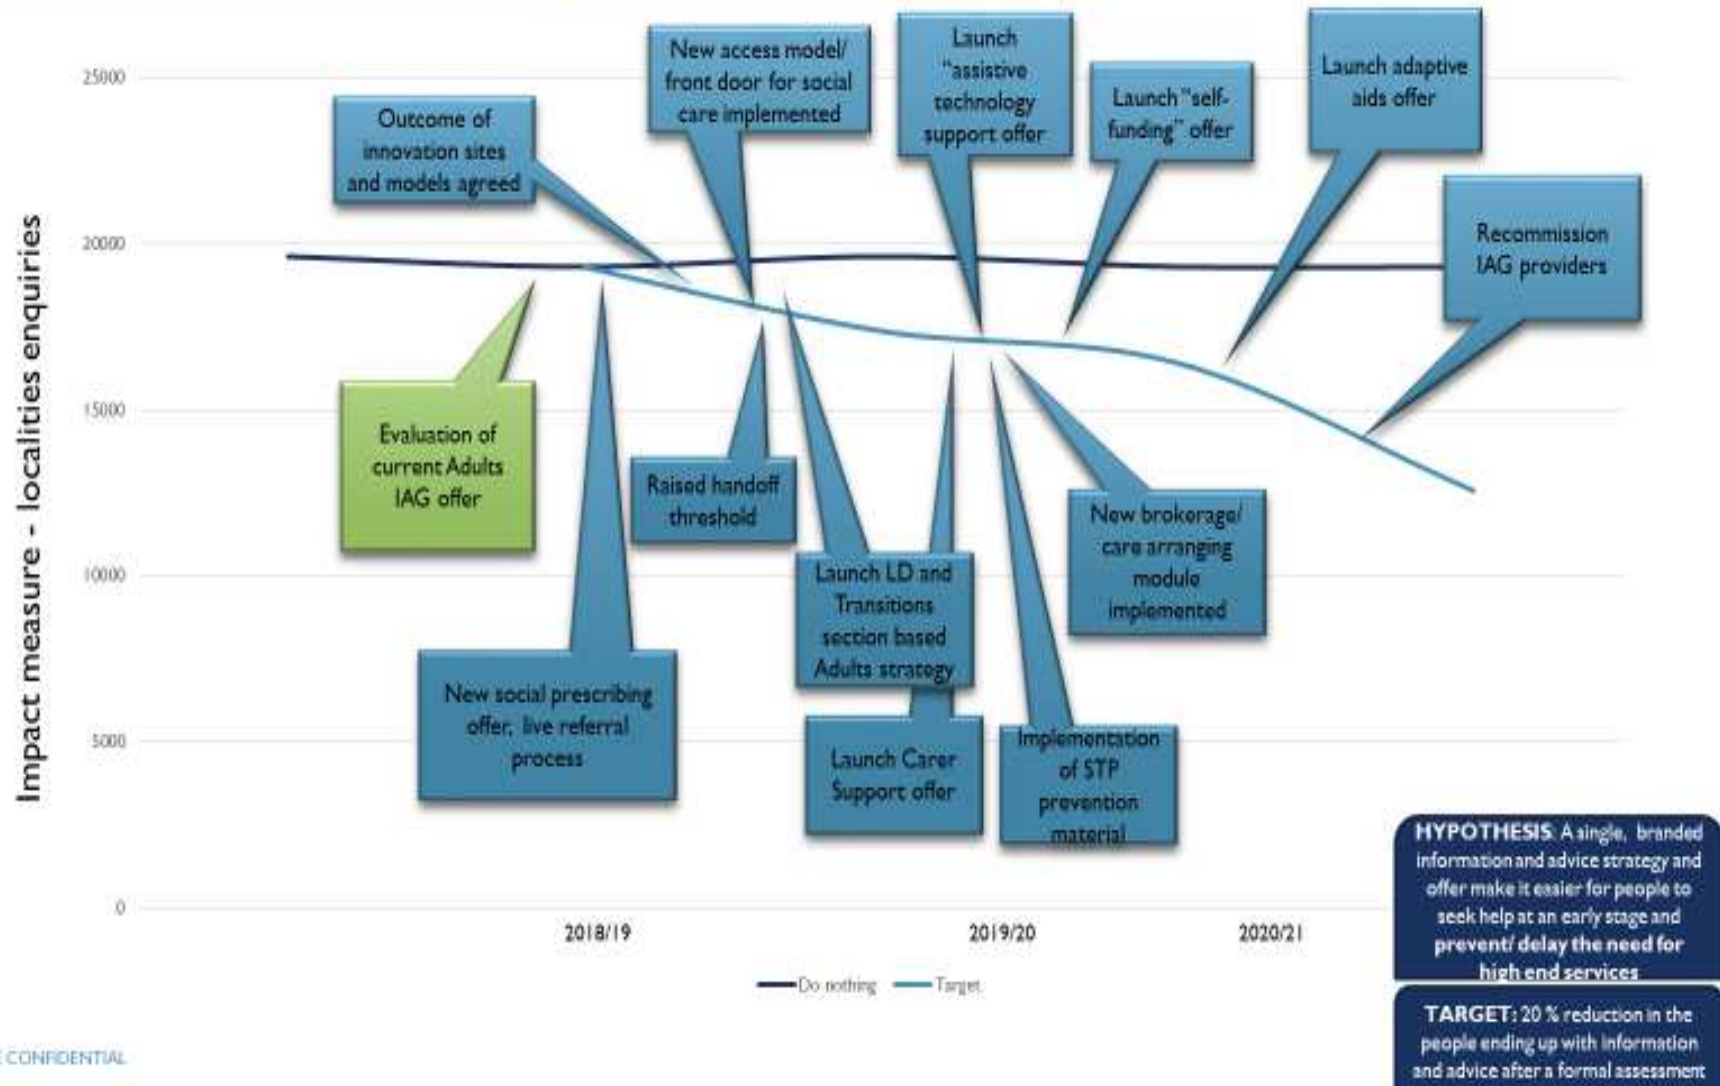 Impact measure - localities enquiries
25000
20000
15000
10000
5000
0
Outcome of
innovation sites
and models agreed
New access model/
front door for social
care implemented
Launch
"assistive
technology
support offer
Launch "self-
funding" offer
Launch adaptive
aids offer
Recommission
IAG providers
Evaluation of
current Adults
IAG offer
Raised handoff
threshold
New social prescribing
offer, live referral
process
Launch LD and
Transitions
section based
Adults strategy
Launch Carer
Support offer
Implementation
of STP
prevention
material
New brokerage/
care arranging
module
implemented
2018/19
2019/20
2020/21
Do nothing
Target
HYPOTHESIS: A single, branded
information and advice strategy and
offer make it easier for people to
seek help at an early stage and
prevent/ delay the need for
high end services
TARGET: 20 % reduction in the
people ending up with information
and advice after a formal assessment
CONFIDENTIAL